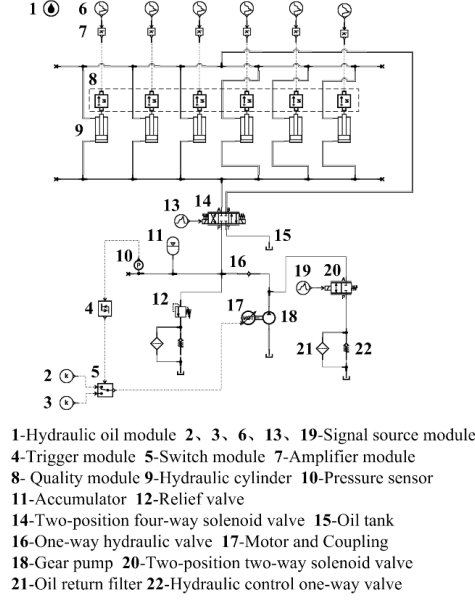 1 6
7
8
9
13 14
15
11
10 16
19 20
12
17
4 18
21 22
5
2 k
3 k
P
1-Hydraulic oil module 2、3、6、13、19-Signal source module
4-Trigger module 5-Switch module 7-Amplifier module
8- Quality module 9-Hydraulic cylinder 10-Pressure sensor
11-Accumulator 12-Relief valve
14-Two-position four-way solenoid valve 15-Oil tank
16-One-way hydraulic valve 17-Motor and Coupling
18-Gear pump 20-Two-position two-way solenoid valve
21-Oil return filter 22-Hydraulic control one-way valve